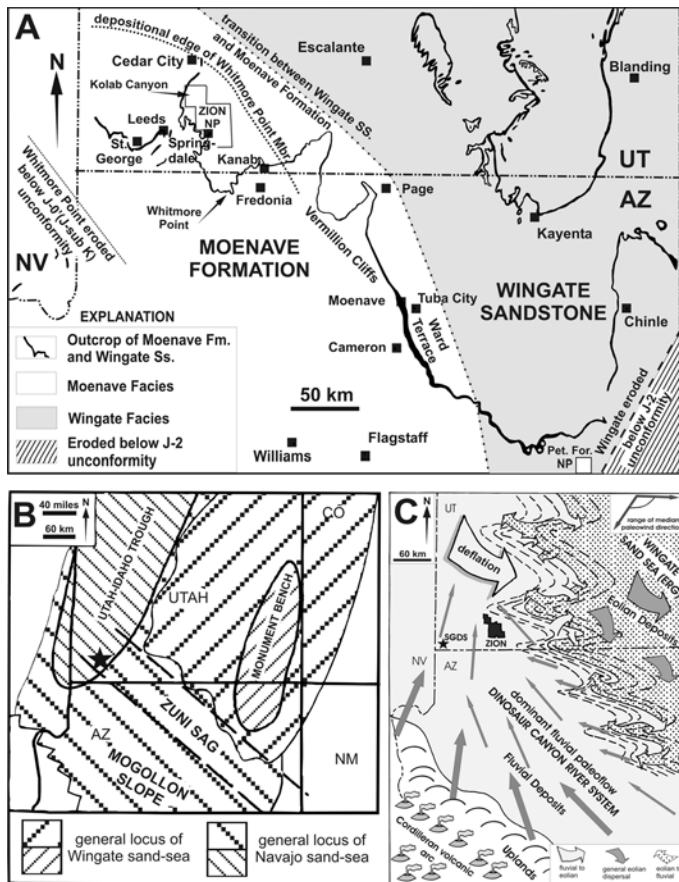 A
N
depositional edge of Whitmore Point Mb.
transition between Wingate SS.
and Moenave Formation
Escalante
Blanding
Cedar City
Kolab Canyon
ZION
NP
Leeds
St.
George
Spring-
dale
Kanab
UT
AZ
Whitmore
Point
Fredonia
Page
Kayenta
Whitmore Point eroded
below J-0'(J-sub K)
unconformity
NV
MOENAVE
FORMATION
Vermillion Cliffs
WINGATE
SANDSTONE
Moenave
Tuba City
Ward
Terrace
Chinle
Cameron
EXPLANATION
Outcrop of Moenave Fm.
and Wingate Ss.
Moenave Facies
Wingate Facies
Eroded below J-2
unconformity
50 km
Williams
Flagstaff
Pet. For.
NP
Wingate eroded
below J-2
unconformity
B
40 miles
60 km
N
CO
UTAH-IDAHO TROUGH
UTAH
MONUMENT BENCH
ZUNI SAG
AZ
MOGOLLON
SLOPE
NM
general locus of
Wingate sand-sea
general locus of
Navajo sand-sea
C
N
UT
60 km
deflation
range of median
paleowind direction
WINGATE
SAND SEA (ERG)
Eolian Deposits
SGDS
ZION
NV
AZ
dominant fluvial paleoflow
DINOSAUR CANYON RIVER SYSTEM
Fluvial Deposits
Cordilleran volcanic
arc
Uplands
fluvial to
eolian
general eolian
dispersal
eolian to
fluvial